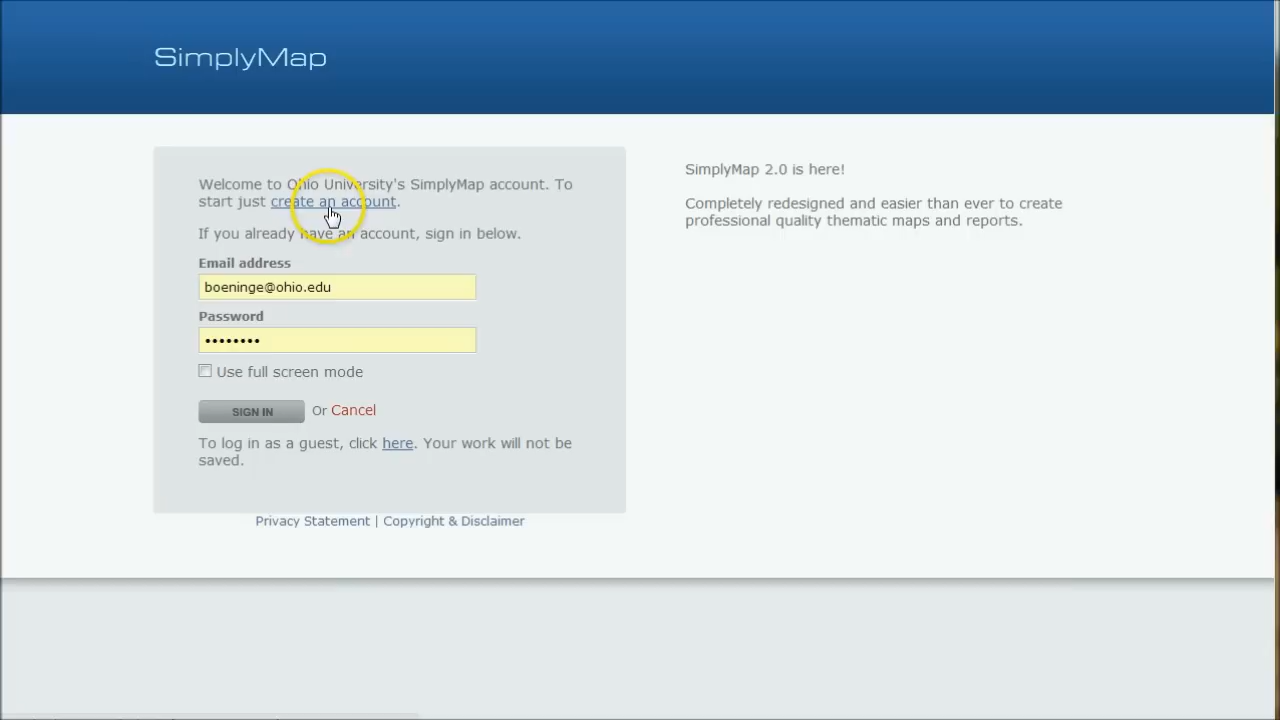 SimplyMap
Welcome to Ohio University's SimplyMap account. To
start just create an account.
If you already have an account, sign in below.
Email address
boeninge@ohio.edu
Password
••••••••
Use full screen mode
SIGN IN Or Cancel
To log in as a guest, click here. Your work will not be
saved.
Privacy Statement | Copyright & Disclaimer
SimplyMap 2.0 is here!
Completely redesigned and easier than ever to create
professional quality thematic maps and reports.